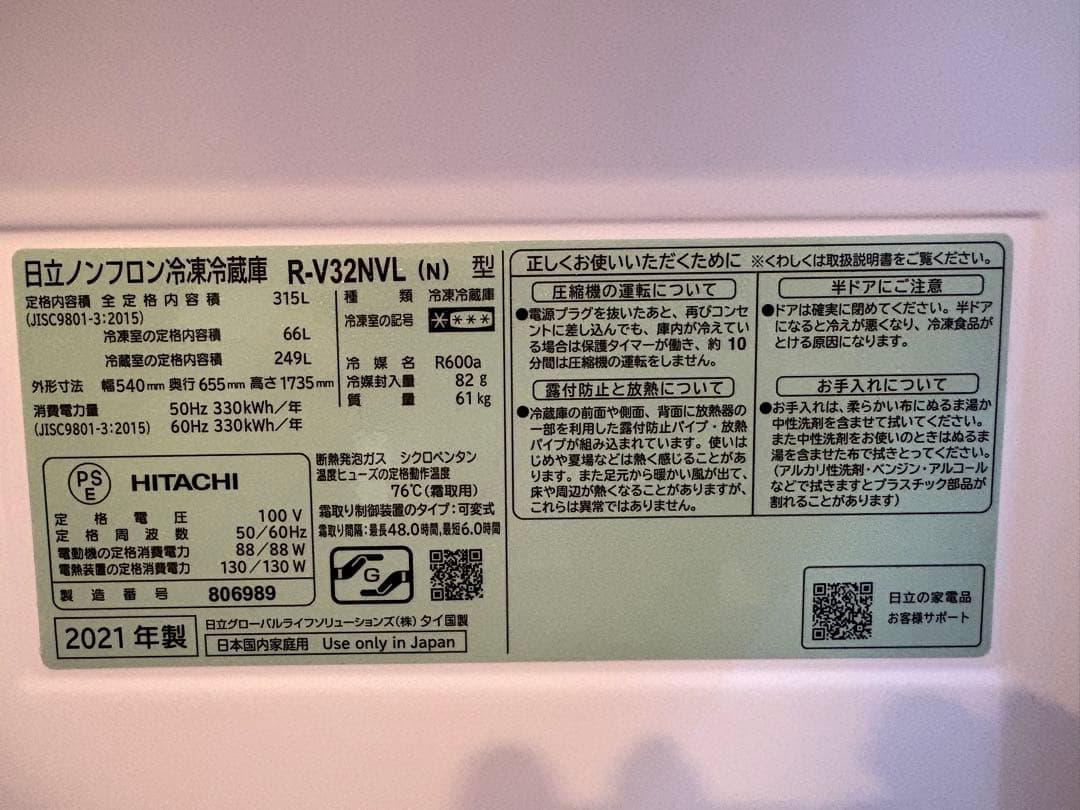 日立ノンフロン冷凍冷蔵庫 R-V32NVL (N) 型
定格内容積 全定格内容積 315L
(JISC9801-3:2015)
冷凍室の定格内容積 66L
冷蔵室の定格内容積 249L
外形寸法 幅540mm 奥行655mm 高さ1735mm
消費電力量 50Hz 330kWh/年
(JISC9801-3:2015) 60Hz 330kWh/年
種類 冷凍冷蔵庫
冷凍室の記号 ****
冷媒名 R600a
冷媒封入量 82g
質量 61kg
PS
E
HITACHI
定格電圧 100V
定格周波数 50/60Hz
電動機の定格消費電力 88/88W
電熱装置の定格消費電力 130/130W
製造番号 806989
断熱発泡ガス シクロペンタン
温度ヒューズの定格動作温度
76℃(霜取用)
霜取り制御装置のタイプ:可変式
霜取り間隔:最長48.0時間,最短6.0時間
G
2021年製
日立グローバルライフソリューションズ(株) タイ国製
日本国内家庭用 Use only in Japan
正しくお使いいただくために ※くわしくは取扱説明書をご覧ください。
圧縮機の運転について
●電源プラグを抜いたあと、再びコンセ
ントに差し込んでも、庫内が冷えてい
る場合は保護タイマーが働き、約10
分間は圧縮機の運転をしません。
露付防止と放熱について
●冷蔵庫の前面や側面、背面に放熱器の
一部を利用した露付防止パイプ・放熱
パイプが組み込まれています。使いは
じめや夏場などは熱く感じることがあ
ります。また足元から暖かい風が出て、
床や周辺が熱くなることがありますが、
これらは異常ではありません。
半ドアにご注意
●ドアは確実に閉めてください。半ドア
になると冷えが悪くなり、冷凍食品が
とける原因になります。
お手入れについて
●お手入れは、柔らかい布にぬるま湯か
中性洗剤を含ませて拭いてください。
また中性洗剤をお使いのときはぬるま
湯を含ませた布で拭きとってください。
(アルカリ性洗剤・ベンジン・アルコール
などで拭きますとプラスチック部品が
割れることがあります)
日立の家電品
お客様サポート